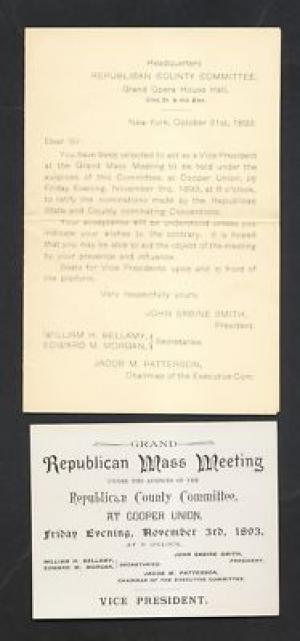 Headquarters
REPUBLICAN COUNTY COMMITTEE,
Grand Opera House Hall,
23rd St. & 8th Ave.
New-York, October 21st, 1893.
Dear Sir:
You have been selected to act as a Vice President
at the Grand Mass Meeting to be held under the
auspices of this Committee, at Cooper Union, on
Friday Evening, November 3rd, 1893, at 8 o'clock,
to ratify the nominations made by the Republican
State and County nominating Conventions.
Your acceptance will be understood unless you
indicate your wishes to the contrary. It is hoped
that you may be able to aid the object of the meeting
by your presence and influence.
Seats for Vice Presidents upon and in front of
the platform.
Very respectfully yours,
JOHN SABINE SMITH,
President.
WILLIAM H. BELLAMY,
EDWARD M. MORGAN,
Secretaries.
JACOB M. PATTERSON,
Chairman of the Executive Com.
GRAND
Republican Mass Meeting
UNDER THE AUSPICES OF THE
Republican County Committee,
AT COOPER UNION,
Friday Evening, November 3rd, 1893,
AT 8 O'CLOCK.
JOHN SABINE SMITH,
PRESIDENT.
WILLIAM H. BELLAMY,
EDWARD M. MORGAN,
SECRETARIES.
JACOB M. PATTERSON,
CHAIRMAN OF THE EXECUTIVE COMMITTEE
VICE PRESIDENT.